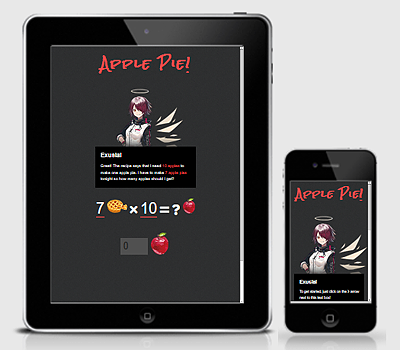 Apple Pie!
Exusiai
Great! The recipe says that I need 10 apples to
make one apple pie. I have to make 7 apple pies
tonight so how many apples should I get?
7 × 10 = ?
0
Apple Pie!
Exusiai
To get started, just click on the arrow
next to this text box!